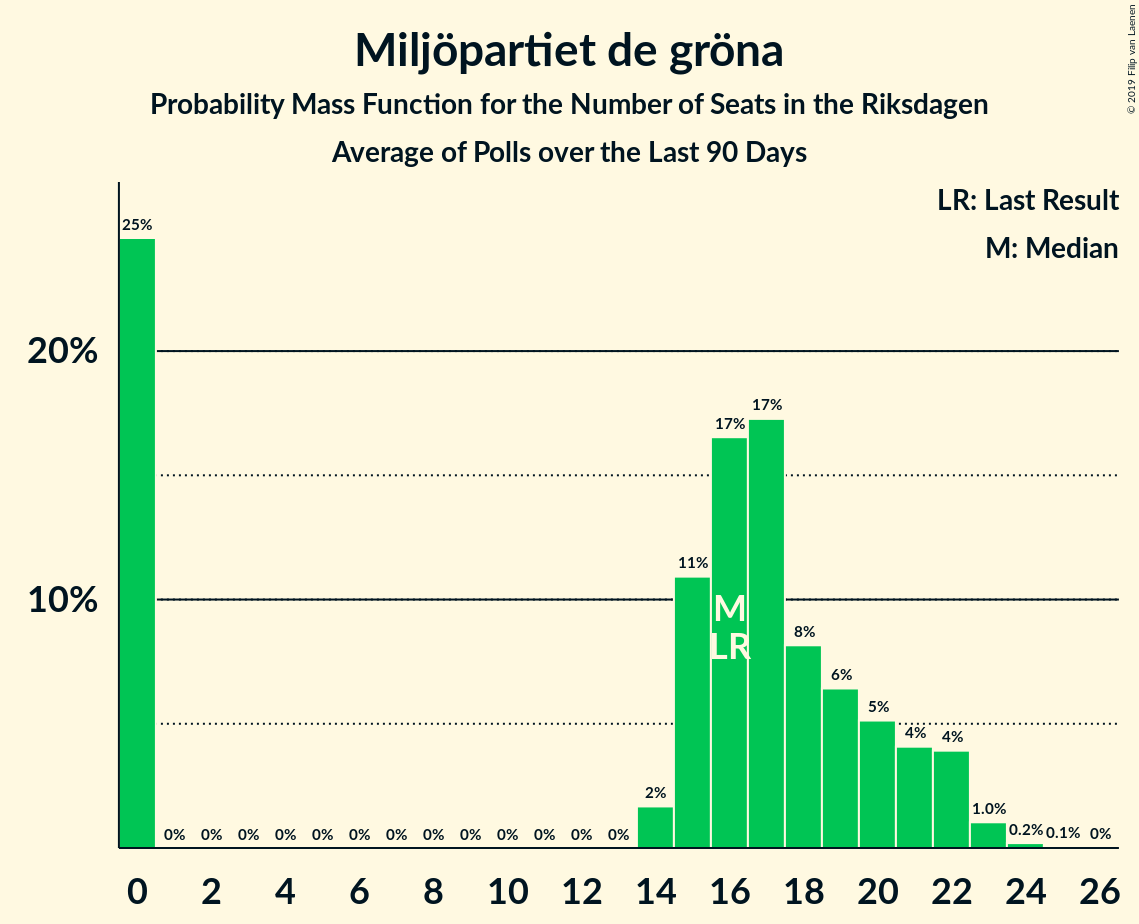 Miljöpartiet de gröna
Probability Mass Function for the Number of Seats in the Riksdagen
Average of Polls over the Last 90 Days
© 2019 Filip van Laenen
LR: Last Result
M: Median
25%
20%
17%
17%
11%
10%
M
LR
8%
6%
5%
4%
4%
2%
1.0%
0% 0% 0% 0% 0% 0% 0% 0% 0% 0% 0% 0% 0% 0.2% 0.1% 0%
0 2 4 6 8 10 12 14 16 18 20 22 24 26